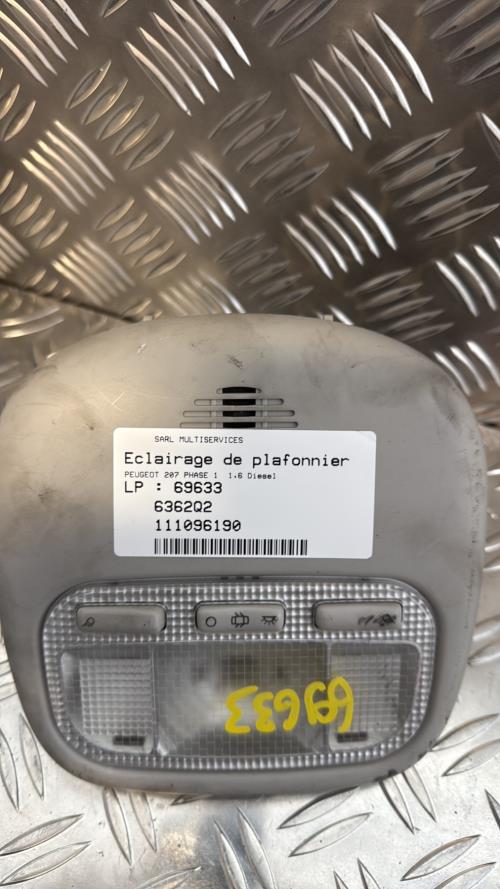 SARL MULTISERVICES
Eclairage de plafonnier
PEUGEOT 207 PHASE 1 1.6 Diesel
LP : 69633
6362Q2
111096190
69633